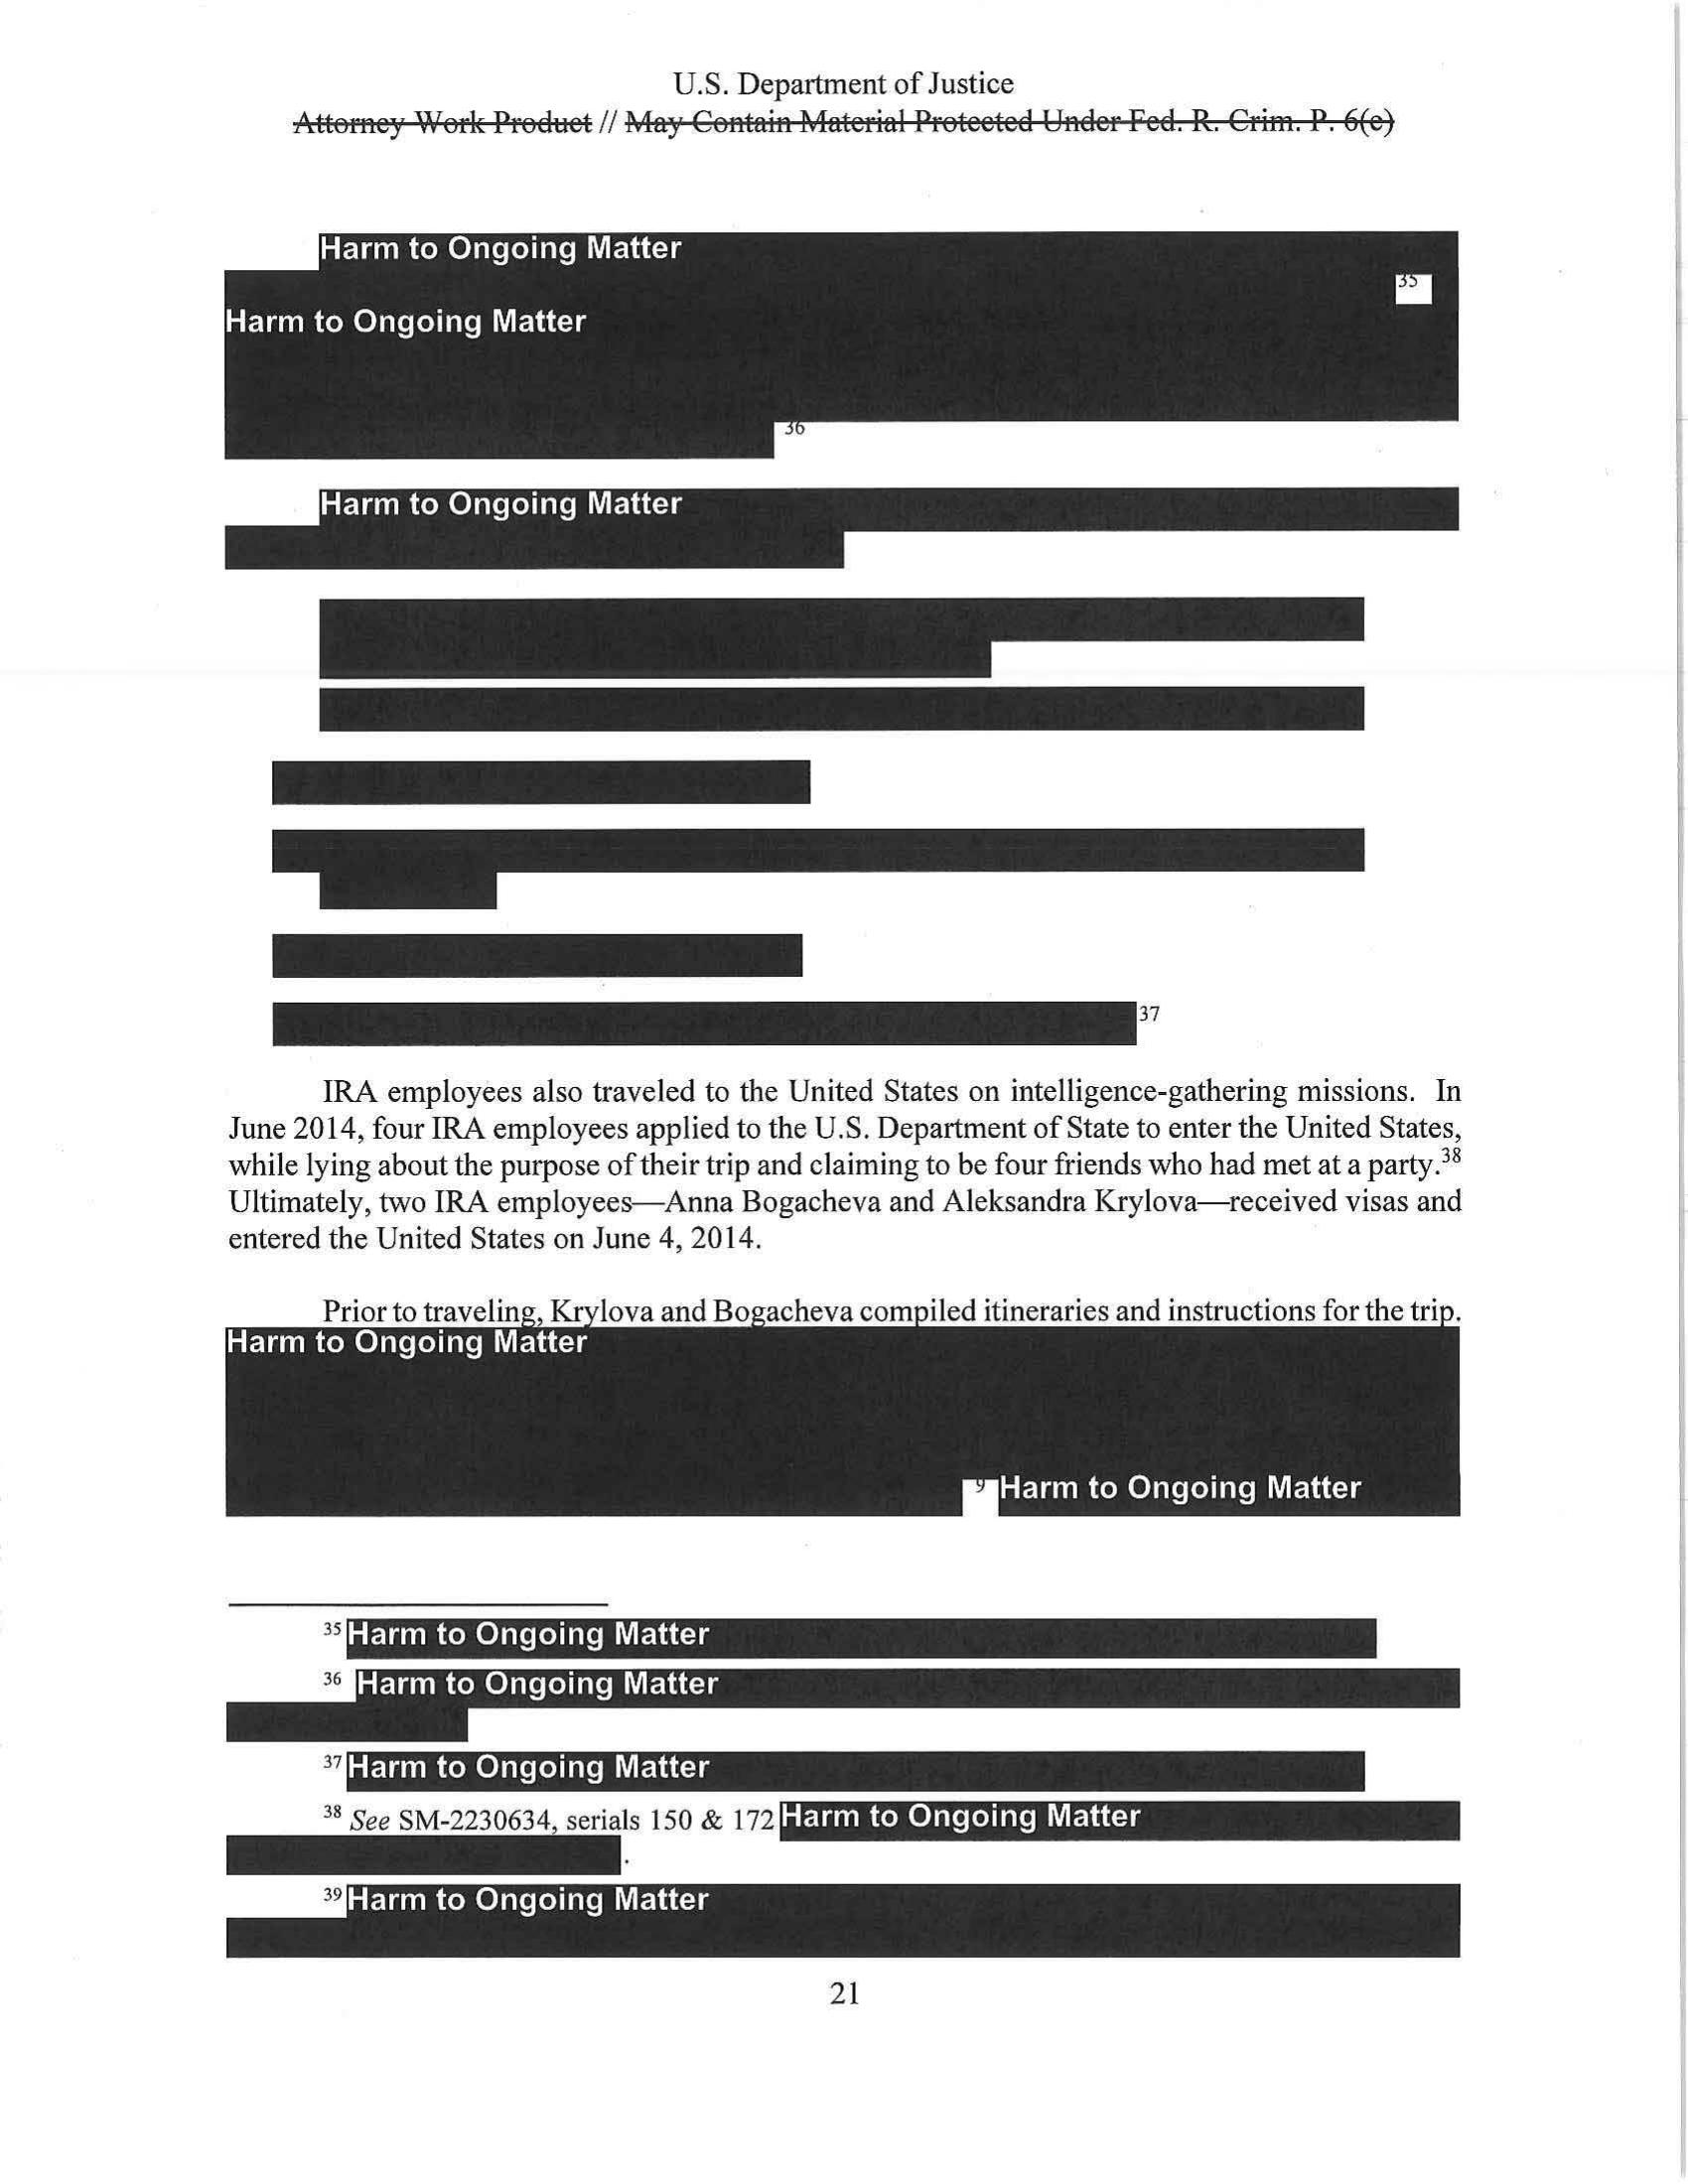 U.S. Department of Justice
Attorney Work Product // May Contain Material Protected Under Fed. R. Crim. P. 6(e)
Harm to Ongoing Matter
35
Harm to Ongoing Matter
36
Harm to Ongoing Matter
37
IRA employees also traveled to the United States on intelligence-gathering missions. In
June 2014, four IRA employees applied to the U.S. Department of State to enter the United States,
while lying about the purpose of their trip and claiming to be four friends who had met at a party.38
Ultimately, two IRA employees—Anna Bogacheva and Aleksandra Krylova—received visas and
entered the United States on June 4, 2014.
Prior to traveling, Krylova and Bogacheva compiled itineraries and instructions for the trip.
Harm to Ongoing Matter
9 Harm to Ongoing Matter
35 Harm to Ongoing Matter
36 Harm to Ongoing Matter
37 Harm to Ongoing Matter
38 See SM-2230634, serials 150 & 172 Harm to Ongoing Matter
.
39 Harm to Ongoing Matter
21